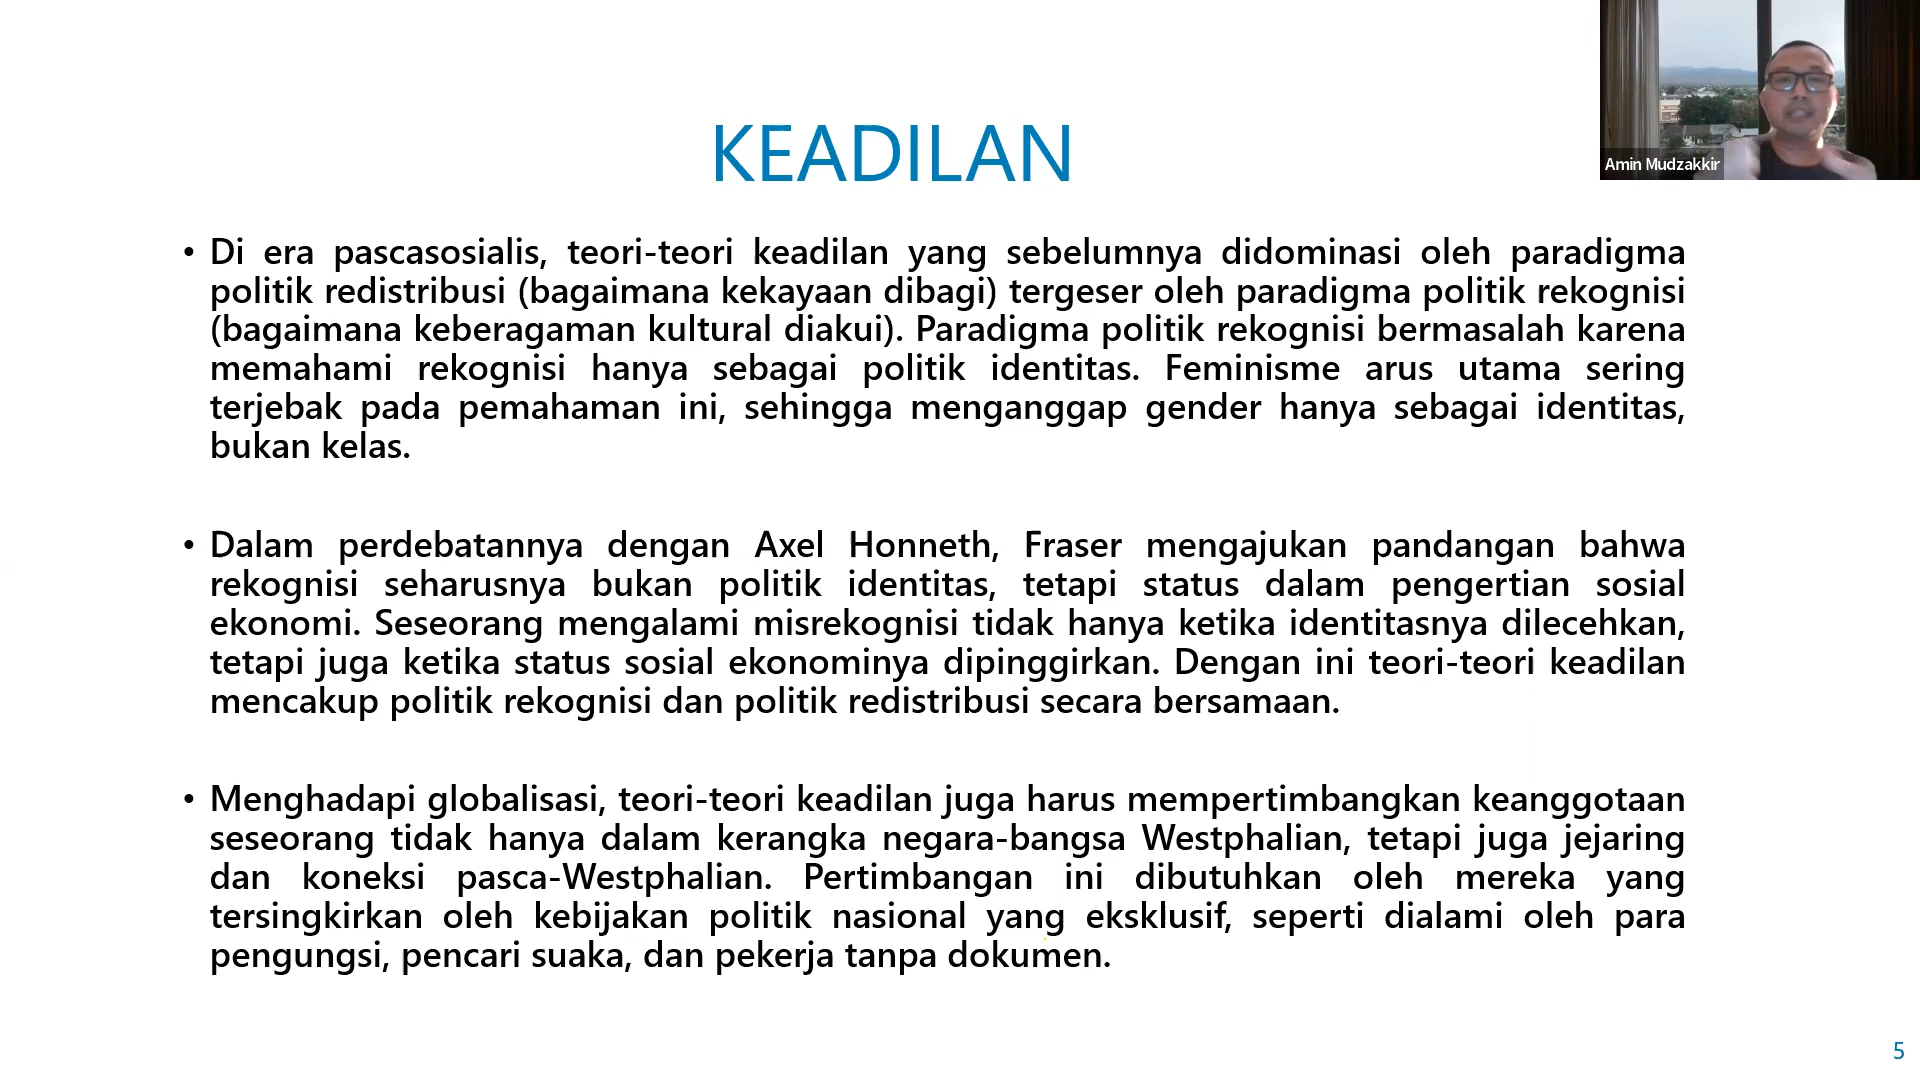 KEADILAN
Amin Mudzakkir
• Di era pascasosialis, teori-teori keadilan yang sebelumnya didominasi oleh paradigma
politik redistribusi (bagaimana kekayaan dibagi) tergeser oleh paradigma politik rekognisi
(bagaimana keberagaman kultural diakui). Paradigma politik rekognisi bermasalah karena
memahami rekognisi hanya sebagai politik identitas. Feminisme arus utama sering
terjebak pada pemahaman ini, sehingga menganggap gender hanya sebagai identitas,
bukan kelas.
• Dalam perdebatannya dengan Axel Honneth, Fraser mengajukan pandangan bahwa
rekognisi seharusnya bukan politik identitas, tetapi status dalam pengertian sosial
ekonomi. Seseorang mengalami misrekognisi tidak hanya ketika identitasnya dilecehkan,
tetapi juga ketika status sosial ekonominya dipinggirkan. Dengan ini teori-teori keadilan
mencakup politik rekognisi dan politik redistribusi secara bersamaan.
• Menghadapi globalisasi, teori-teori keadilan juga harus mempertimbangkan keanggotaan
seseorang tidak hanya dalam kerangka negara-bangsa Westphalian, tetapi juga jejaring
dan koneksi pasca-Westphalian. Pertimbangan ini dibutuhkan oleh mereka yang
tersingkirkan oleh kebijakan politik nasional yang eksklusif, seperti dialami oleh para
pengungsi, pencari suaka, dan pekerja tanpa dokumen.
5